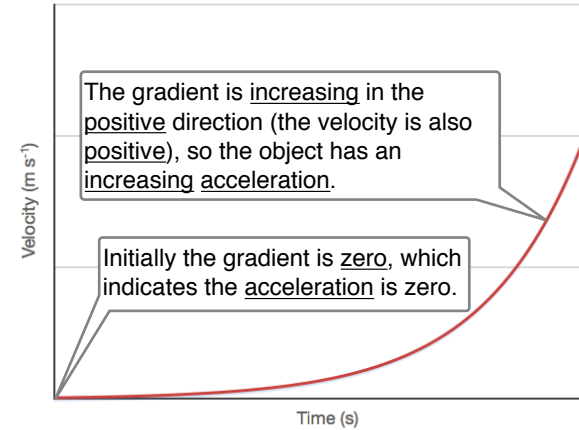 The gradient is increasing in the
positive direction (the velocity is also
positive), so the object has an
increasing acceleration.
Velocity (m s⁻¹)
Initially the gradient is zero, which
indicates the acceleration is zero.
Time (s)